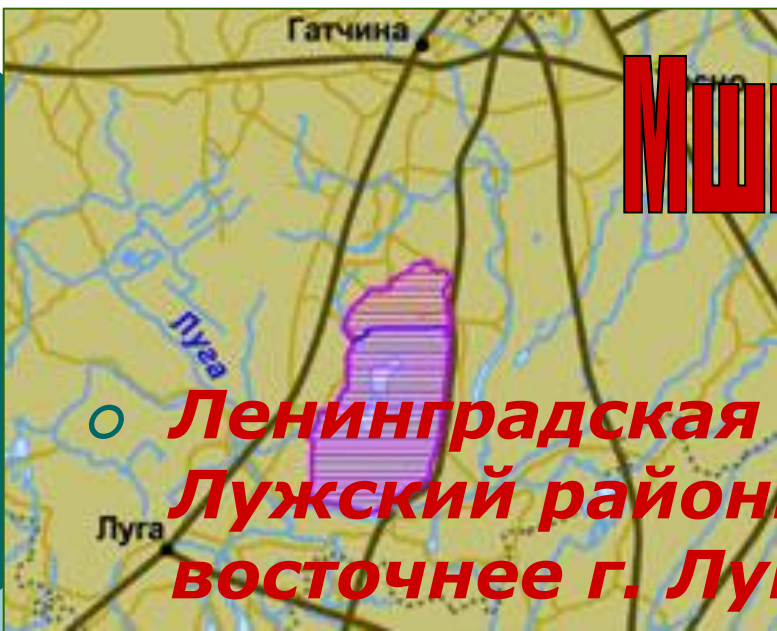 Гатчина
Мш
Луга
Ленинградская
Лужский район
Луга
восточнее г. Лу